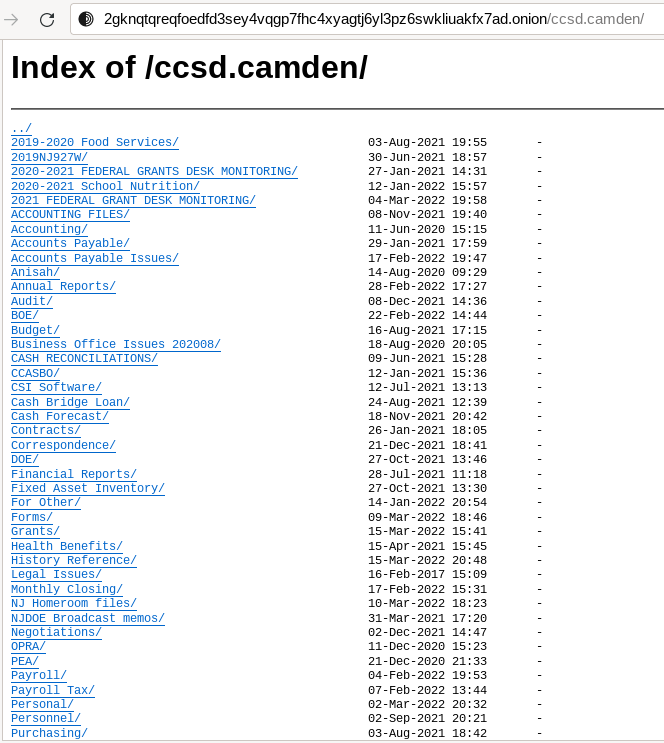 2gknqtqreqfoedfd3sey4vqgp7fhc4xyagtj6yl3pz6swkliuakfx7ad.onion/ccsd.camden/
Index of /ccsd.camden/
../
2019-2020 Food Services/ 03-Aug-2021 19:55 -
2019NJ927W/ 30-Jun-2021 18:57 -
2020-2021 FEDERAL GRANTS DESK MONITORING/ 27-Jan-2021 14:31 -
2020-2021 School Nutrition/ 12-Jan-2022 15:57 -
2021 FEDERAL GRANT DESK MONITORING/ 04-Mar-2022 19:58 -
ACCOUNTING FILES/ 08-Nov-2021 19:40 -
Accounting/ 11-Jun-2020 15:15 -
Accounts Payable/ 29-Jan-2021 17:59 -
Accounts Payable Issues/ 17-Feb-2022 19:47 -
Anisah/ 14-Aug-2020 09:29 -
Annual Reports/ 28-Feb-2022 17:27 -
Audit/ 08-Dec-2021 14:36 -
BOE/ 22-Feb-2022 14:44 -
Budget/ 16-Aug-2021 17:15 -
Business Office Issues 202008/ 18-Aug-2020 20:05 -
CASH RECONCILIATIONS/ 09-Jun-2021 15:28 -
CCASBO/ 12-Jan-2022 15:36 -
CSI Software/ 12-Jul-2021 13:13 -
Cash Bridge Loan/ 24-Aug-2021 12:39 -
Cash Forecast/ 18-Nov-2021 20:42 -
Contracts/ 26-Jan-2021 18:05 -
Correspondence/ 21-Dec-2021 18:41 -
DOE/ 27-Oct-2021 13:46 -
Financial Reports/ 28-Jul-2021 11:18 -
Fixed Asset Inventory/ 27-Oct-2021 13:30 -
For Other/ 14-Jan-2022 20:54 -
Forms/ 09-Mar-2022 18:46 -
Grants/ 15-Mar-2022 15:41 -
Health Benefits/ 15-Apr-2021 15:45 -
History Reference/ 15-Mar-2022 20:48 -
Legal Issues/ 16-Feb-2017 15:09 -
Monthly Closing/ 17-Feb-2022 15:31 -
NJ Homeroom files/ 10-Mar-2022 18:23 -
NJDOE Broadcast memos/ 31-Mar-2021 17:20 -
Negotiations/ 02-Dec-2021 14:47 -
OPRA/ 11-Dec-2020 15:23 -
PEA/ 21-Dec-2020 21:33 -
Payroll/ 04-Feb-2022 19:53 -
Payroll Tax/ 07-Feb-2022 13:44 -
Personal/ 02-Mar-2022 20:32 -
Personnel/ 02-Sep-2021 20:21 -
Purchasing/ 03-Aug-2021 18:42 -